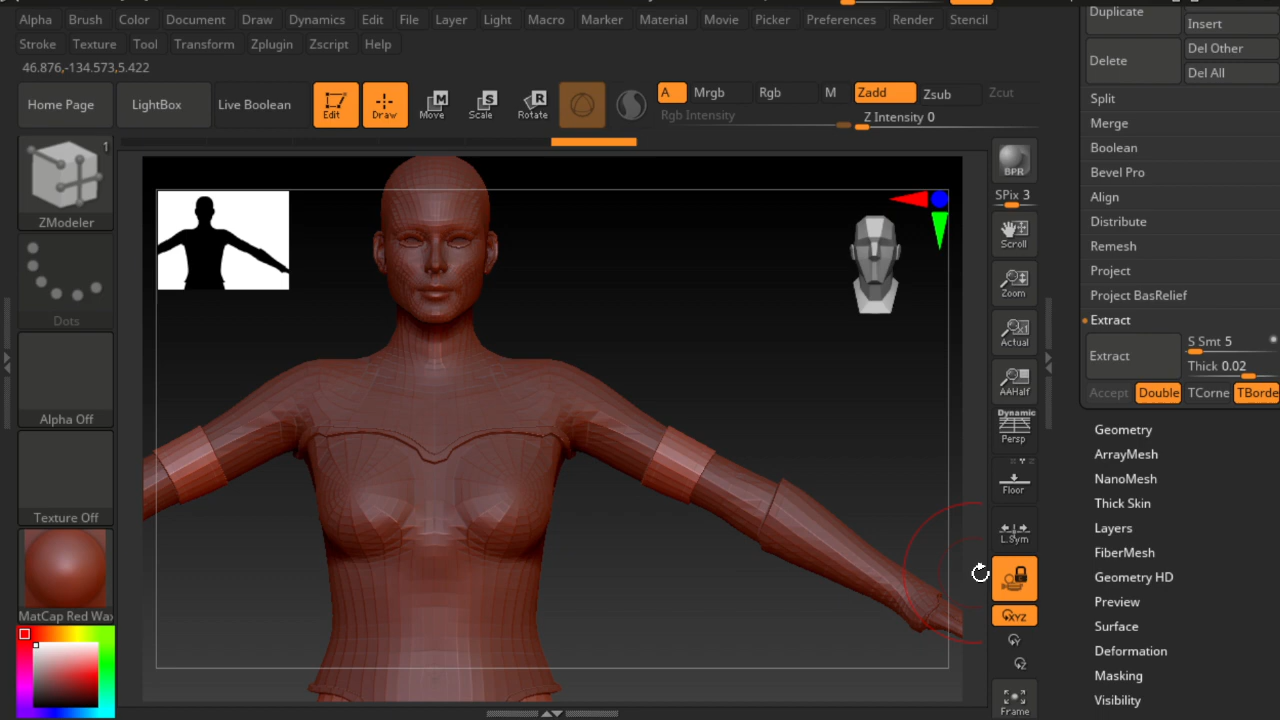 Alpha Brush Color Document Draw Dynamics Edit File Layer Light Macro Marker Material Movie Picker Preferences Render Stencil
Stroke Texture Tool Transform Zplugin Zscript Help
46.876,-134.573,5.422
Home Page LightBox Live Boolean Edit Draw Move Scale Rotate
M S R
A Mrgb Rgb M Zadd Zsub Zcut
Rgb Intensity Z Intensity 0
1
ZModeler
Dots
Alpha Off
Texture Off
MatCap Red Wax
BPR
SPix 3
Scroll
Zoom
Actual
AAHalf
Dynamic
Persp
Floor
L.Sym
XYZ
Y
Z
Frame
Duplicate Insert
Delete Del Other
Del All
Split
Merge
Boolean
Bevel Pro
Align
Distribute
Remesh
Project
Project BasRelief
Extract
Extract S Smt 5
Thick 0.02
Accept Double TCorne TBorde
Geometry
ArrayMesh
NanoMesh
Thick Skin
Layers
FiberMesh
Geometry HD
Preview
Surface
Deformation
Masking
Visibility